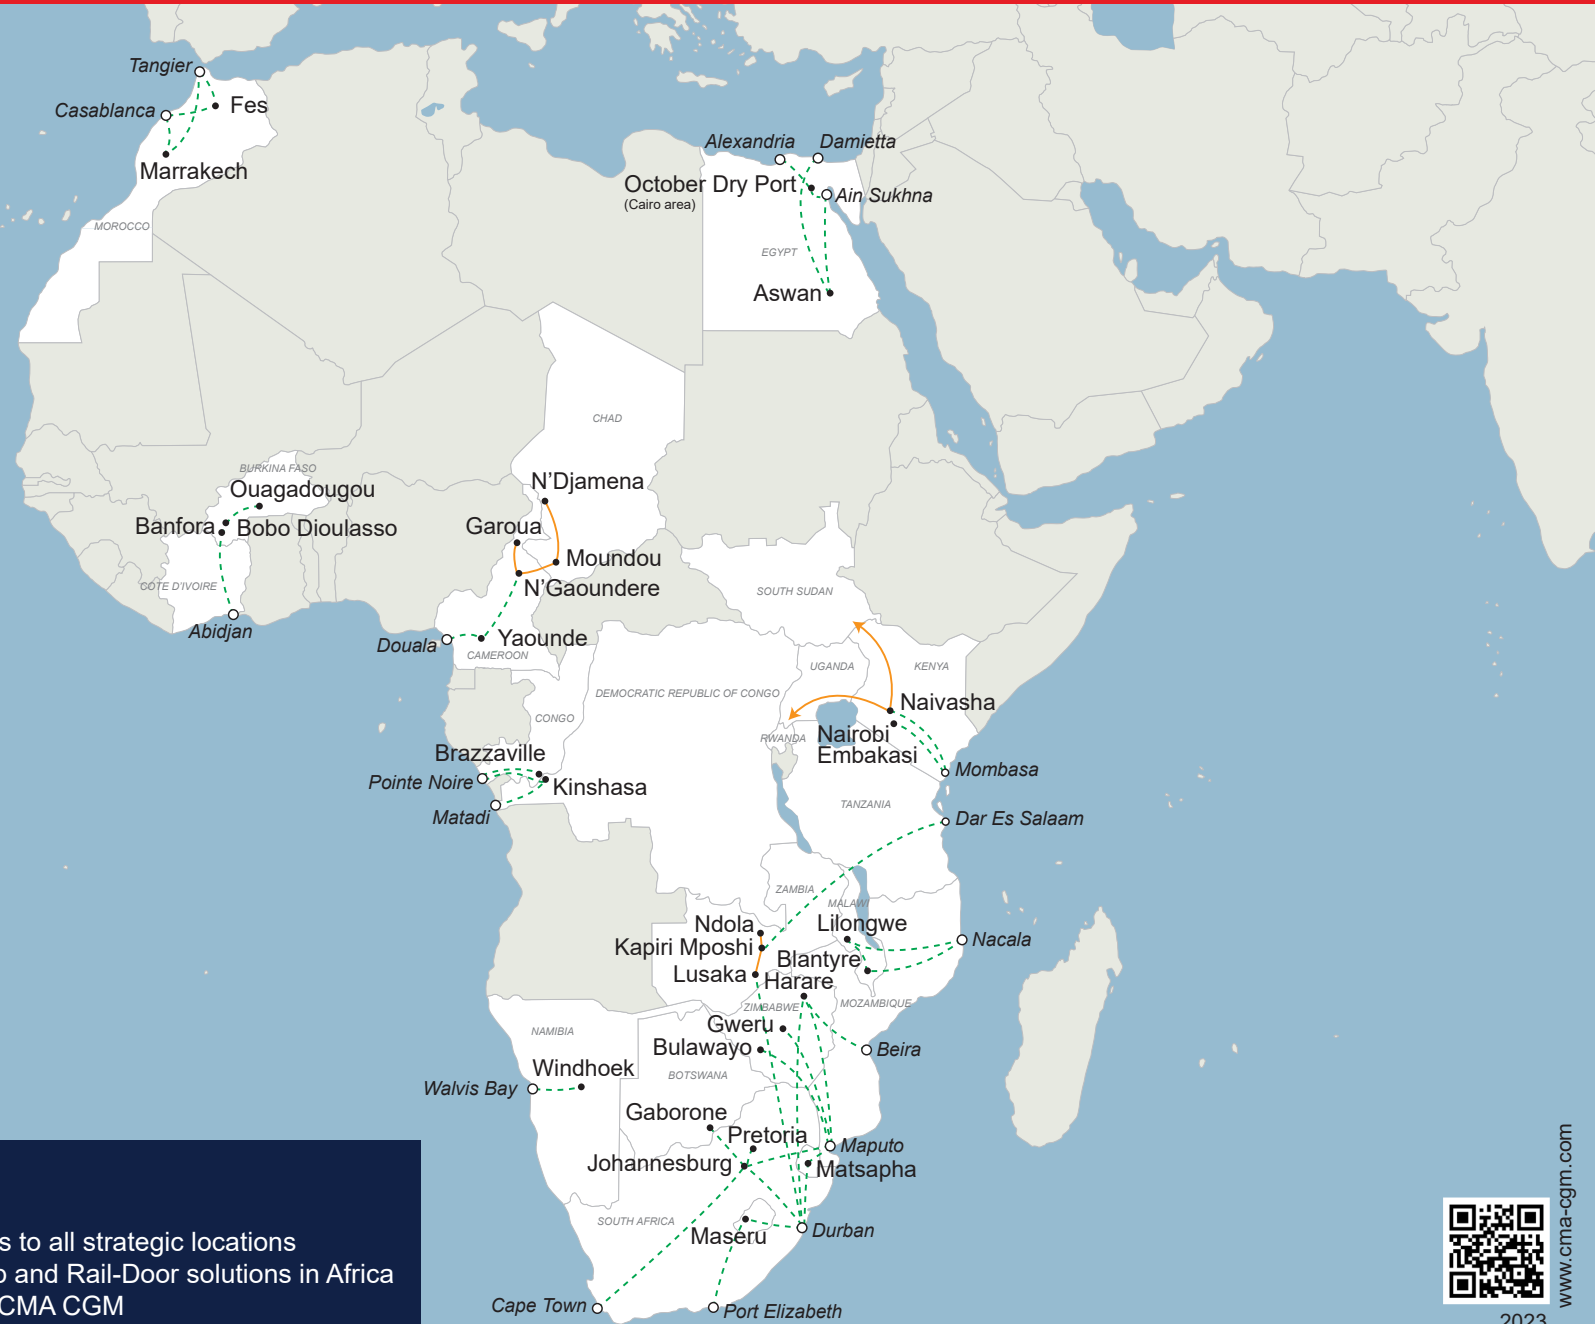 Tangier
Casablanca
Fes
Marrakech
MOROCCO
Alexandria
Damietta
October Dry Port
(Cairo area)
Ain Sukhna
EGYPT
Aswan
CHAD
BURKINA FASO
Ouagadougou
Banfora
Bobo Dioulasso
CÔTE D'IVOIRE
Abidjan
N'Djamena
Garoua
Moundou
N'Gaoundere
Douala
Yaounde
CAMEROON
SOUTH SUDAN
UGANDA
KENYA
DEMOCRATIC REPUBLIC OF CONGO
CONGO
Naivasha
RWANDA
Nairobi
Embakasi
Brazzaville
Pointe Noire
Kinshasa
Matadi
Mombasa
TANZANIA
Dar Es Salaam
ZAMBIA
MALAWI
Ndola
Lilongwe
Kapiri Mposhi
Nacala
Blantyre
Lusaka
Harare
ZIMBABWE
MOZAMBIQUE
Gweru
NAMIBIA
Bulawayo
Beira
Windhoek
BOTSWANA
Walvis Bay
Gaborone
Pretoria
Maputo
Johannesburg
Matsapha
SOUTH AFRICA
Maseru
Durban
Cape Town
Port Elizabeth
s to all strategic locations
and Rail-Door solutions in Africa
CMA CGM
www.cma-cgm.com
2023